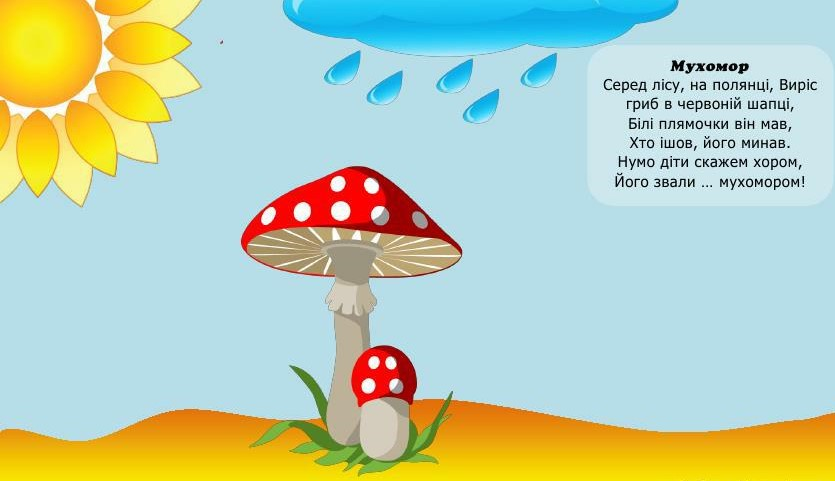 Мухомор
Серед лісу, на полянці, Виріс
гриб в червоній шапці,
Білі плямочки він мав,
Хто ішов, його минав.
Нумо діти скажем хором,
Його звали ... мухомором!